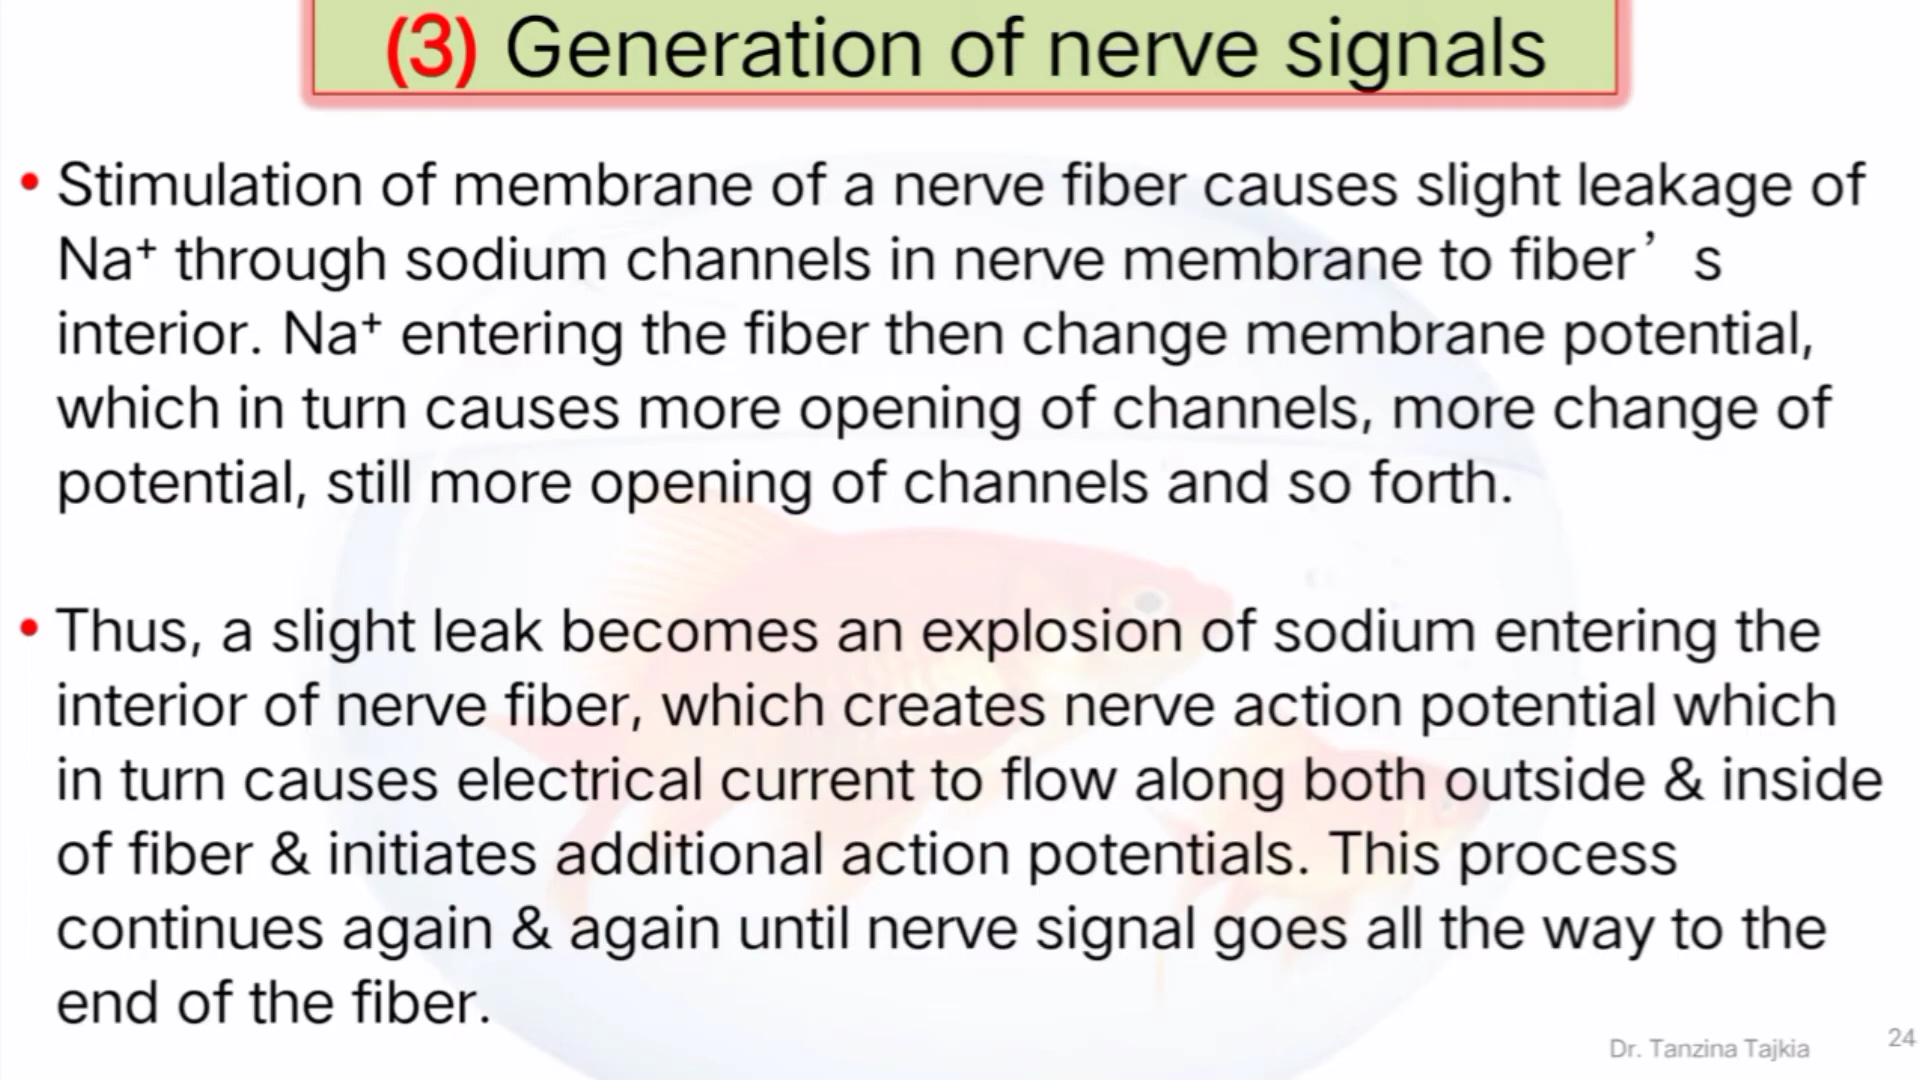 (3) Generation of nerve signals
• Stimulation of membrane of a nerve fiber causes slight leakage of
Na⁺ through sodium channels in nerve membrane to fiber’ s
interior. Na⁺ entering the fiber then change membrane potential,
which in turn causes more opening of channels, more change of
potential, still more opening of channels and so forth.
• Thus, a slight leak becomes an explosion of sodium entering the
interior of nerve fiber, which creates nerve action potential which
in turn causes electrical current to flow along both outside & inside
of fiber & initiates additional action potentials. This process
continues again & again until nerve signal goes all the way to the
end of the fiber.
Dr. Tanzina Tajkia
24